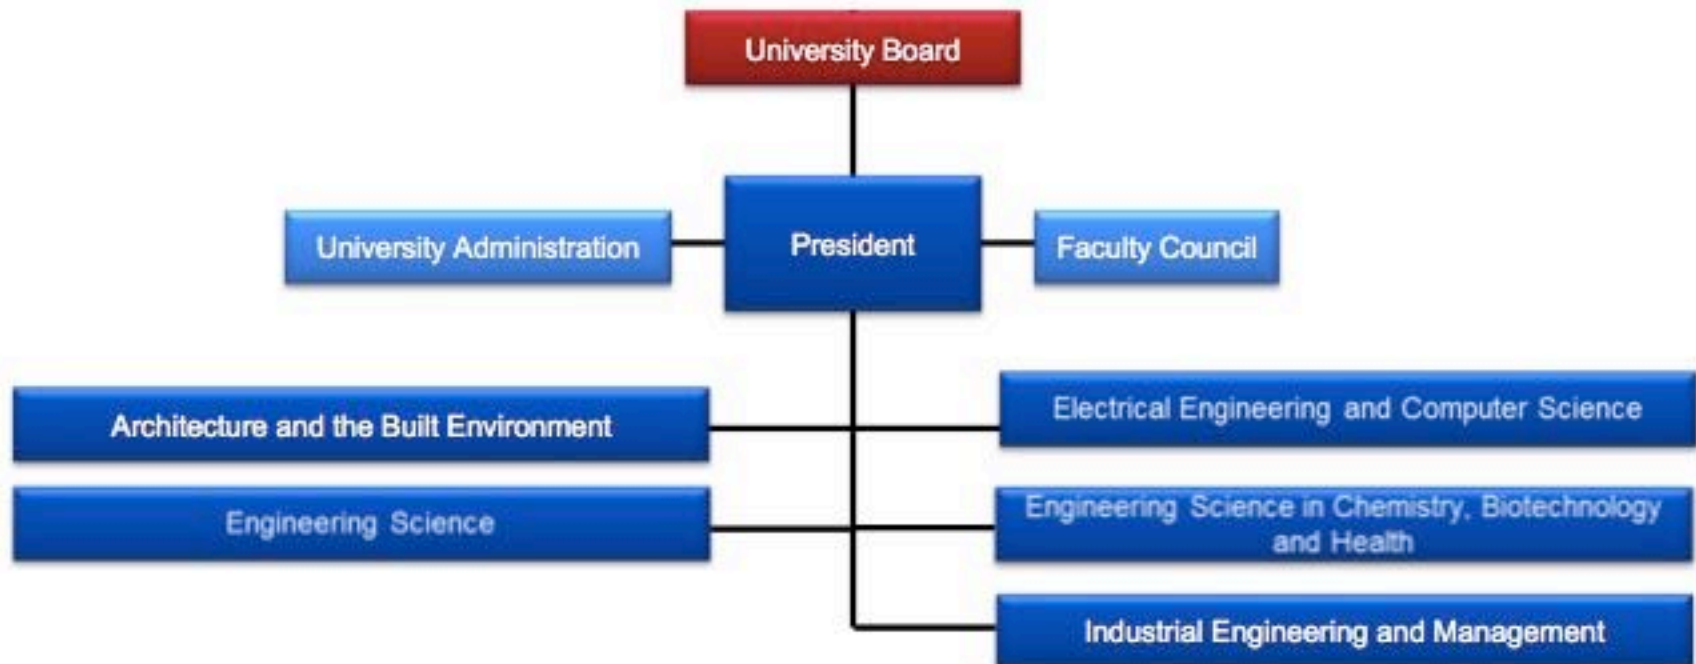 University Board
University Administration
President
Faculty Council
Architecture and the Built Environment
Electrical Engineering and Computer Science
Engineering Science
Engineering Science in Chemistry, Biotechnology
and Health
Industrial Engineering and Management